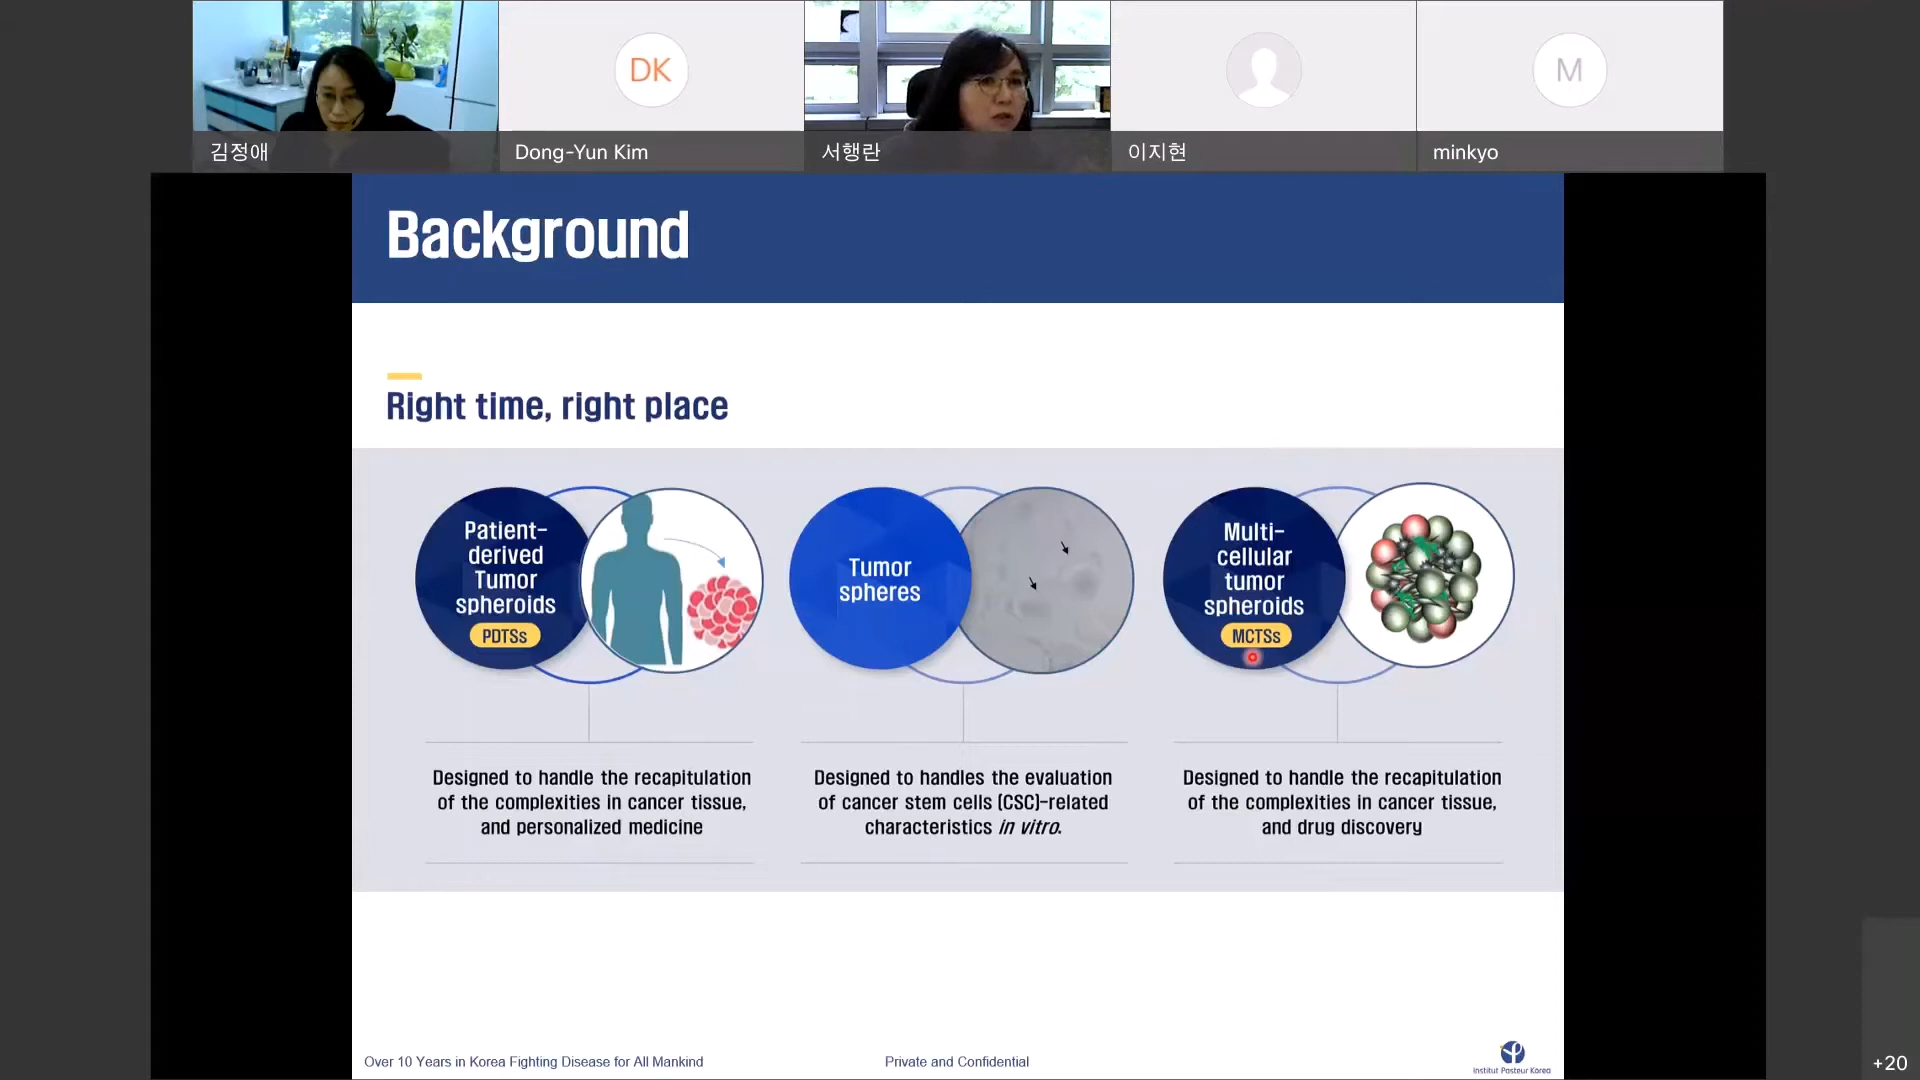 DK
M
김정애
Dong-Yun Kim
서행란
이지현
minkyo
Background
Right time, right place
Patient-
derived
Tumor
spheroids
PDTSs
Tumor
spheres
Multi-
cellular
tumor
spheroids
MCTSs
Designed to handle the recapitulation
of the complexities in cancer tissue,
and personalized medicine
Designed to handles the evaluation
of cancer stem cells (CSC)-related
characteristics in vitro.
Designed to handle the recapitulation
of the complexities in cancer tissue,
and drug discovery
Over 10 Years in Korea Fighting Disease for All Mankind
Private and Confidential
Institut Pasteur Korea
+20